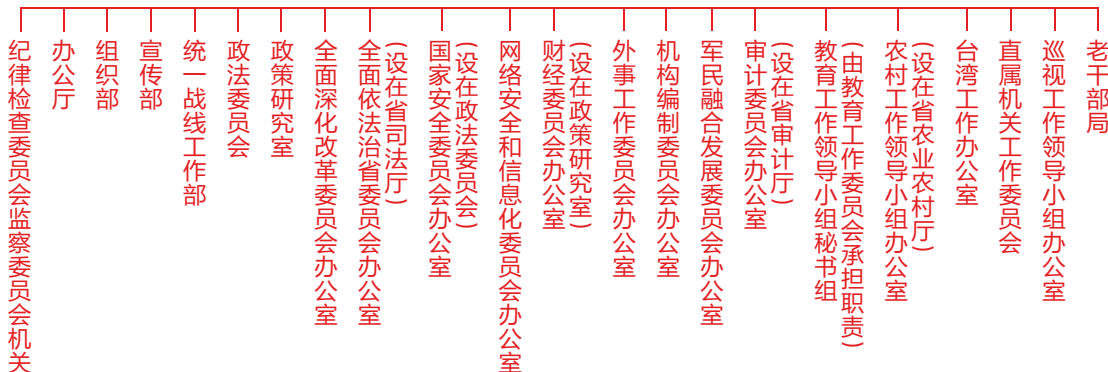 纪律检查委员会监察委员会机关
办公厅
组织部
宣传部
统一战线工作部
政法委员会
政策研究室
全面深化改革委员会办公室
全面依法治省委员会办公室
(设在省司法厅)
国家安全委员会办公室
(设在政法委员会)
网络安全和信息化委员会办公室
财经委员会办公室
(设在政策研究室)
外事工作委员会办公室
机构编制委员会办公室
军民融合发展委员会办公室
审计委员会办公室
(设在省审计厅)
教育工作领导小组秘书组
(由教育工作委员会承担职责)
农村工作领导小组办公室
(设在省农业农村厅)
台湾工作办公室
直属机关工作委员会
巡视工作领导小组办公室
老干部局